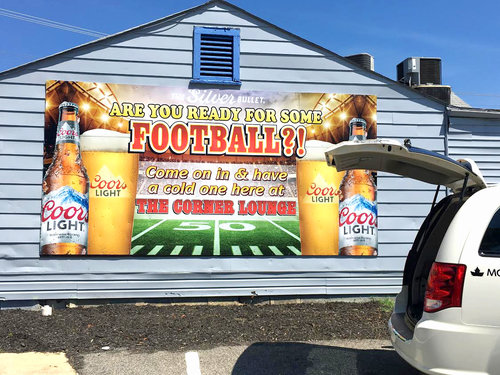 THE Silver BULLET.
ARE YOU READY FOR SOME
FOOTBALL?!
Come on in & have
a cold one here at
THE CORNER LOUNGE
50
Coors
LIGHT
Coors
LIGHT
Coors
LIGHT
Coors
LIGHT